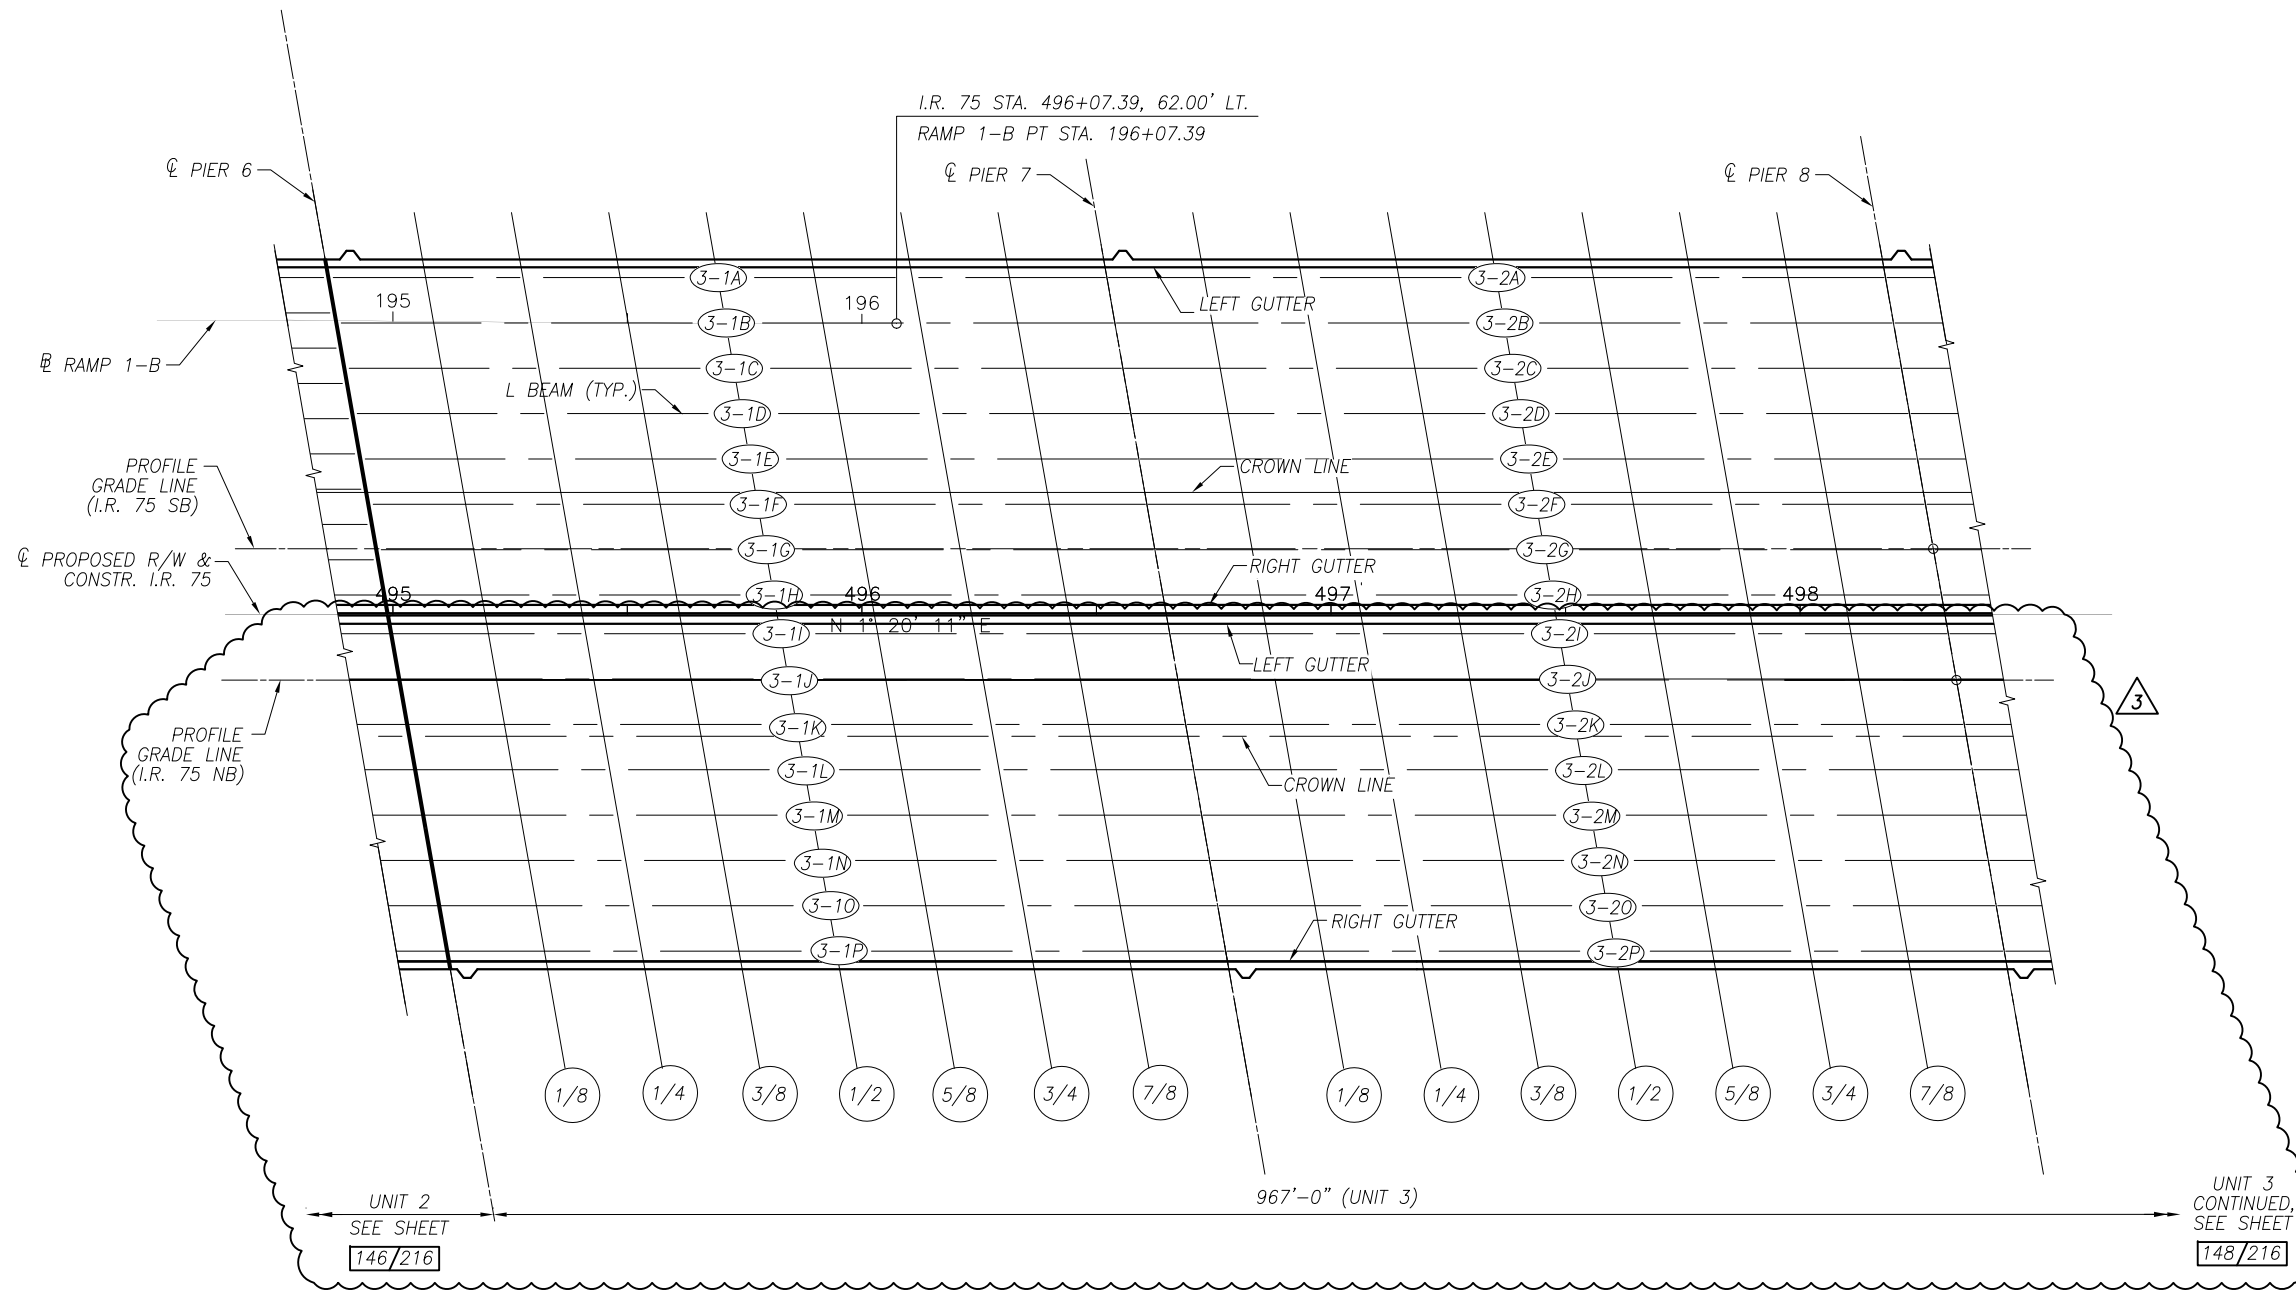 I.R. 75 STA. 496+07.39, 62.00' LT.
RAMP 1-B PT STA. 196+07.39
℄ PIER 6
℄ PIER 7
℄ PIER 8
3-1A
3-2A
195
196
LEFT GUTTER
3-1B
3-2B
RAMP 1-B
3-1C
3-2C
L BEAM (TYP.)
3-1D
3-2D
3-1E
3-2E
PROFILE
GRADE LINE
(I.R. 75 SB)
CROWN LINE
3-1F
3-2F
3-1G
3-2G
℄ PROPOSED R/W &
CONSTR. I.R. 75
RIGHT GUTTER
495
3-1H
496
497
3-2H
498
3-1I
N 1° 20' 11" E
3-2I
LEFT GUTTER
3-1J
3-2J
3
PROFILE
GRADE LINE
(I.R. 75 NB)
3-1K
3-2K
3-1L
3-2L
CROWN LINE
3-1M
3-2M
3-1N
3-2N
3-1O
3-2O
RIGHT GUTTER
3-1P
3-2P
1/8
1/4
3/8
1/2
5/8
3/4
7/8
1/8
1/4
3/8
1/2
5/8
3/4
7/8
UNIT 2
SEE SHEET
146/216
967'-0" (UNIT 3)
UNIT 3
CONTINUED,
SEE SHEET
148/216